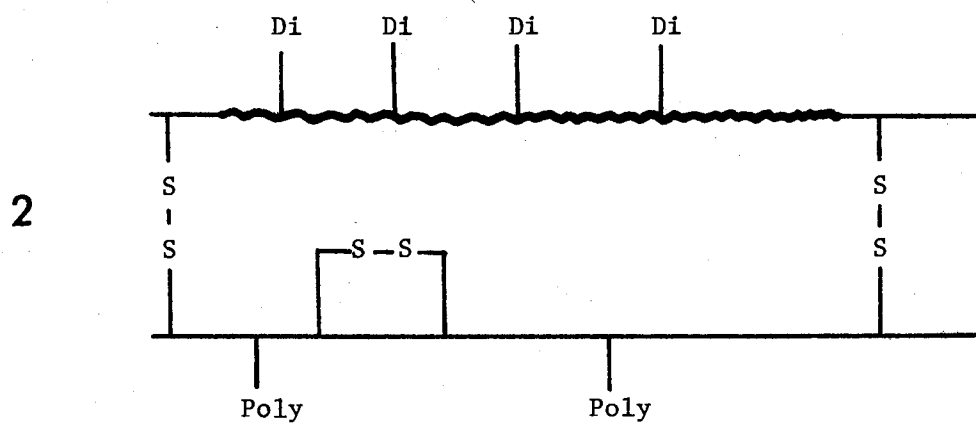 Di Di Di Di
S S
2
S S – S S
Poly Poly